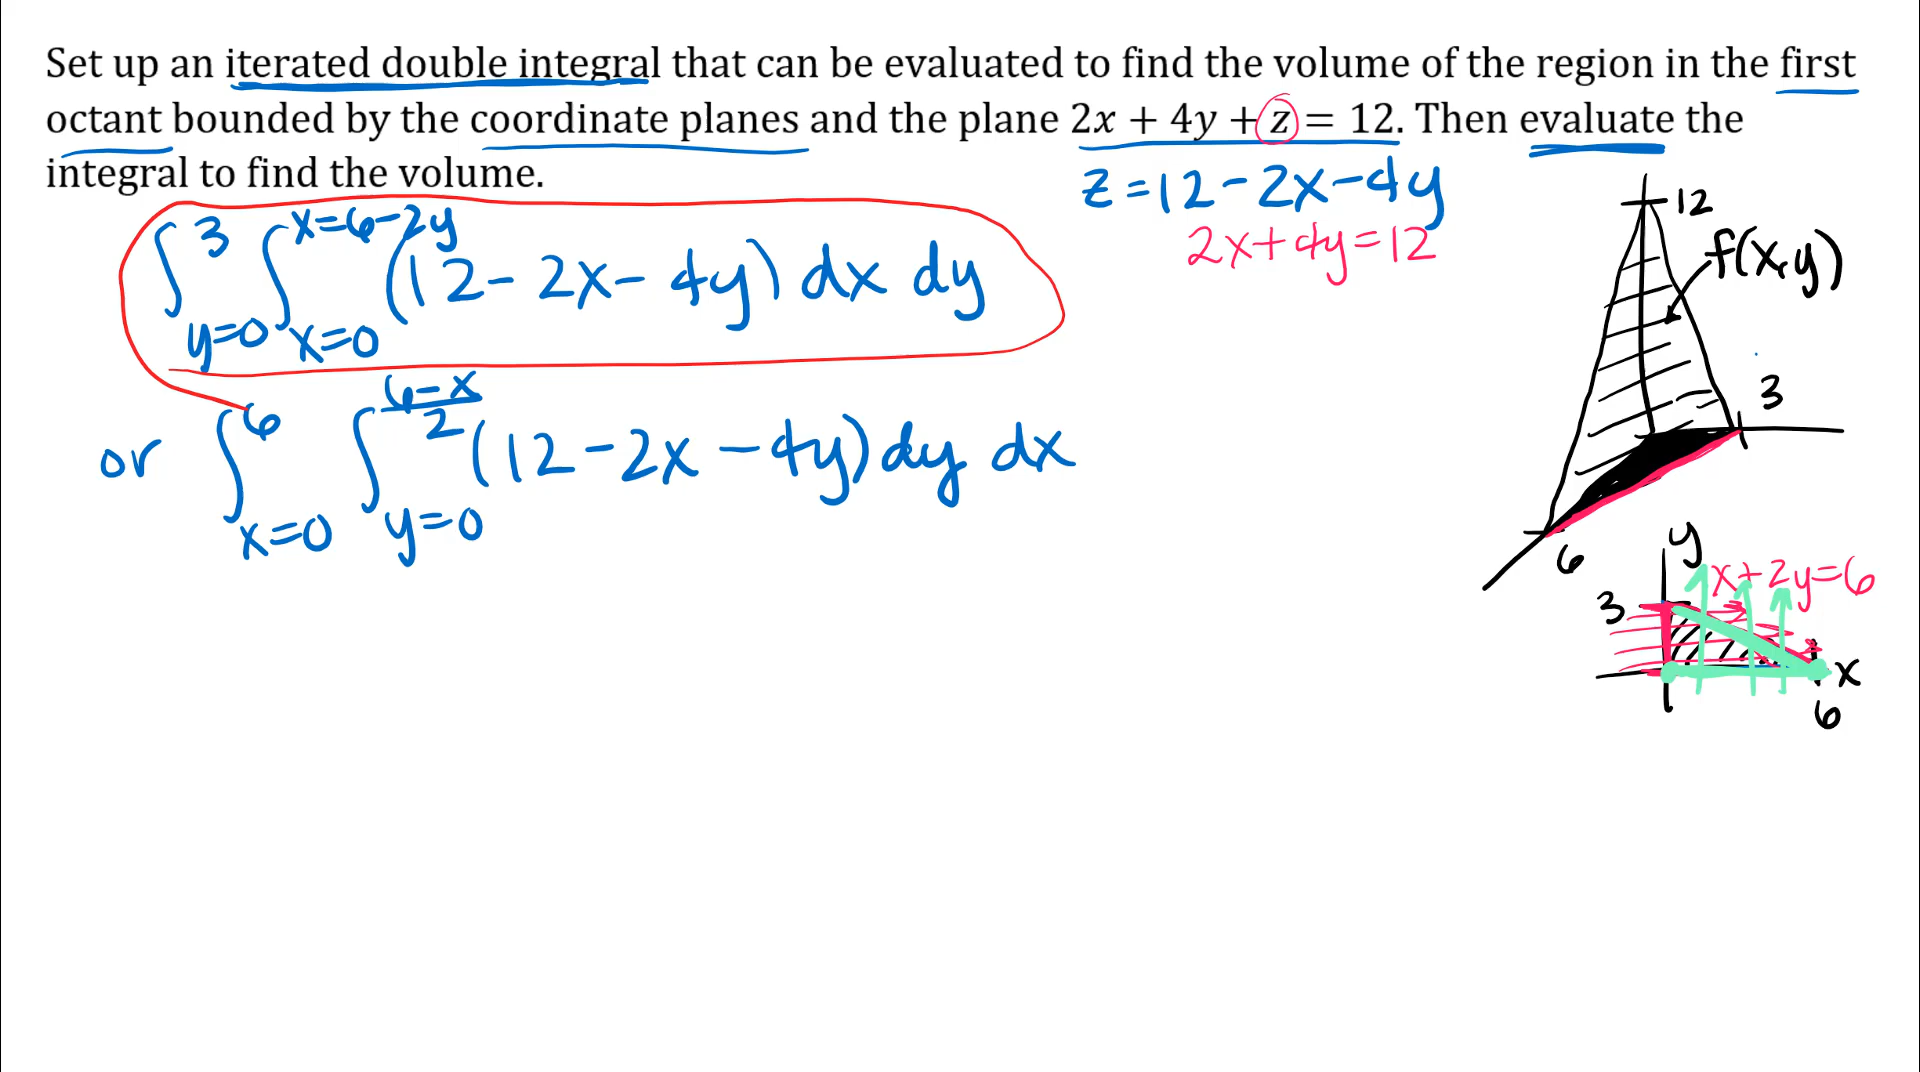 Set up an iterated double integral that can be evaluated to find the volume of the region in the first
octant bounded by the coordinate planes and the plane 2x + 4y + z = 12. Then evaluate the
integral to find the volume.
z = 12 - 2x - 4y
2x + 4y = 12
∫_{y=0}^{3} ∫_{x=0}^{x=6-2y} (12 - 2x - 4y) dx dy
or ∫_{x=0}^{6} ∫_{y=0}^{\frac{6-x}{2}} (12 - 2x - 4y) dy dx
12
f(x,y)
3
6
y
x + 2y = 6
3
x
6